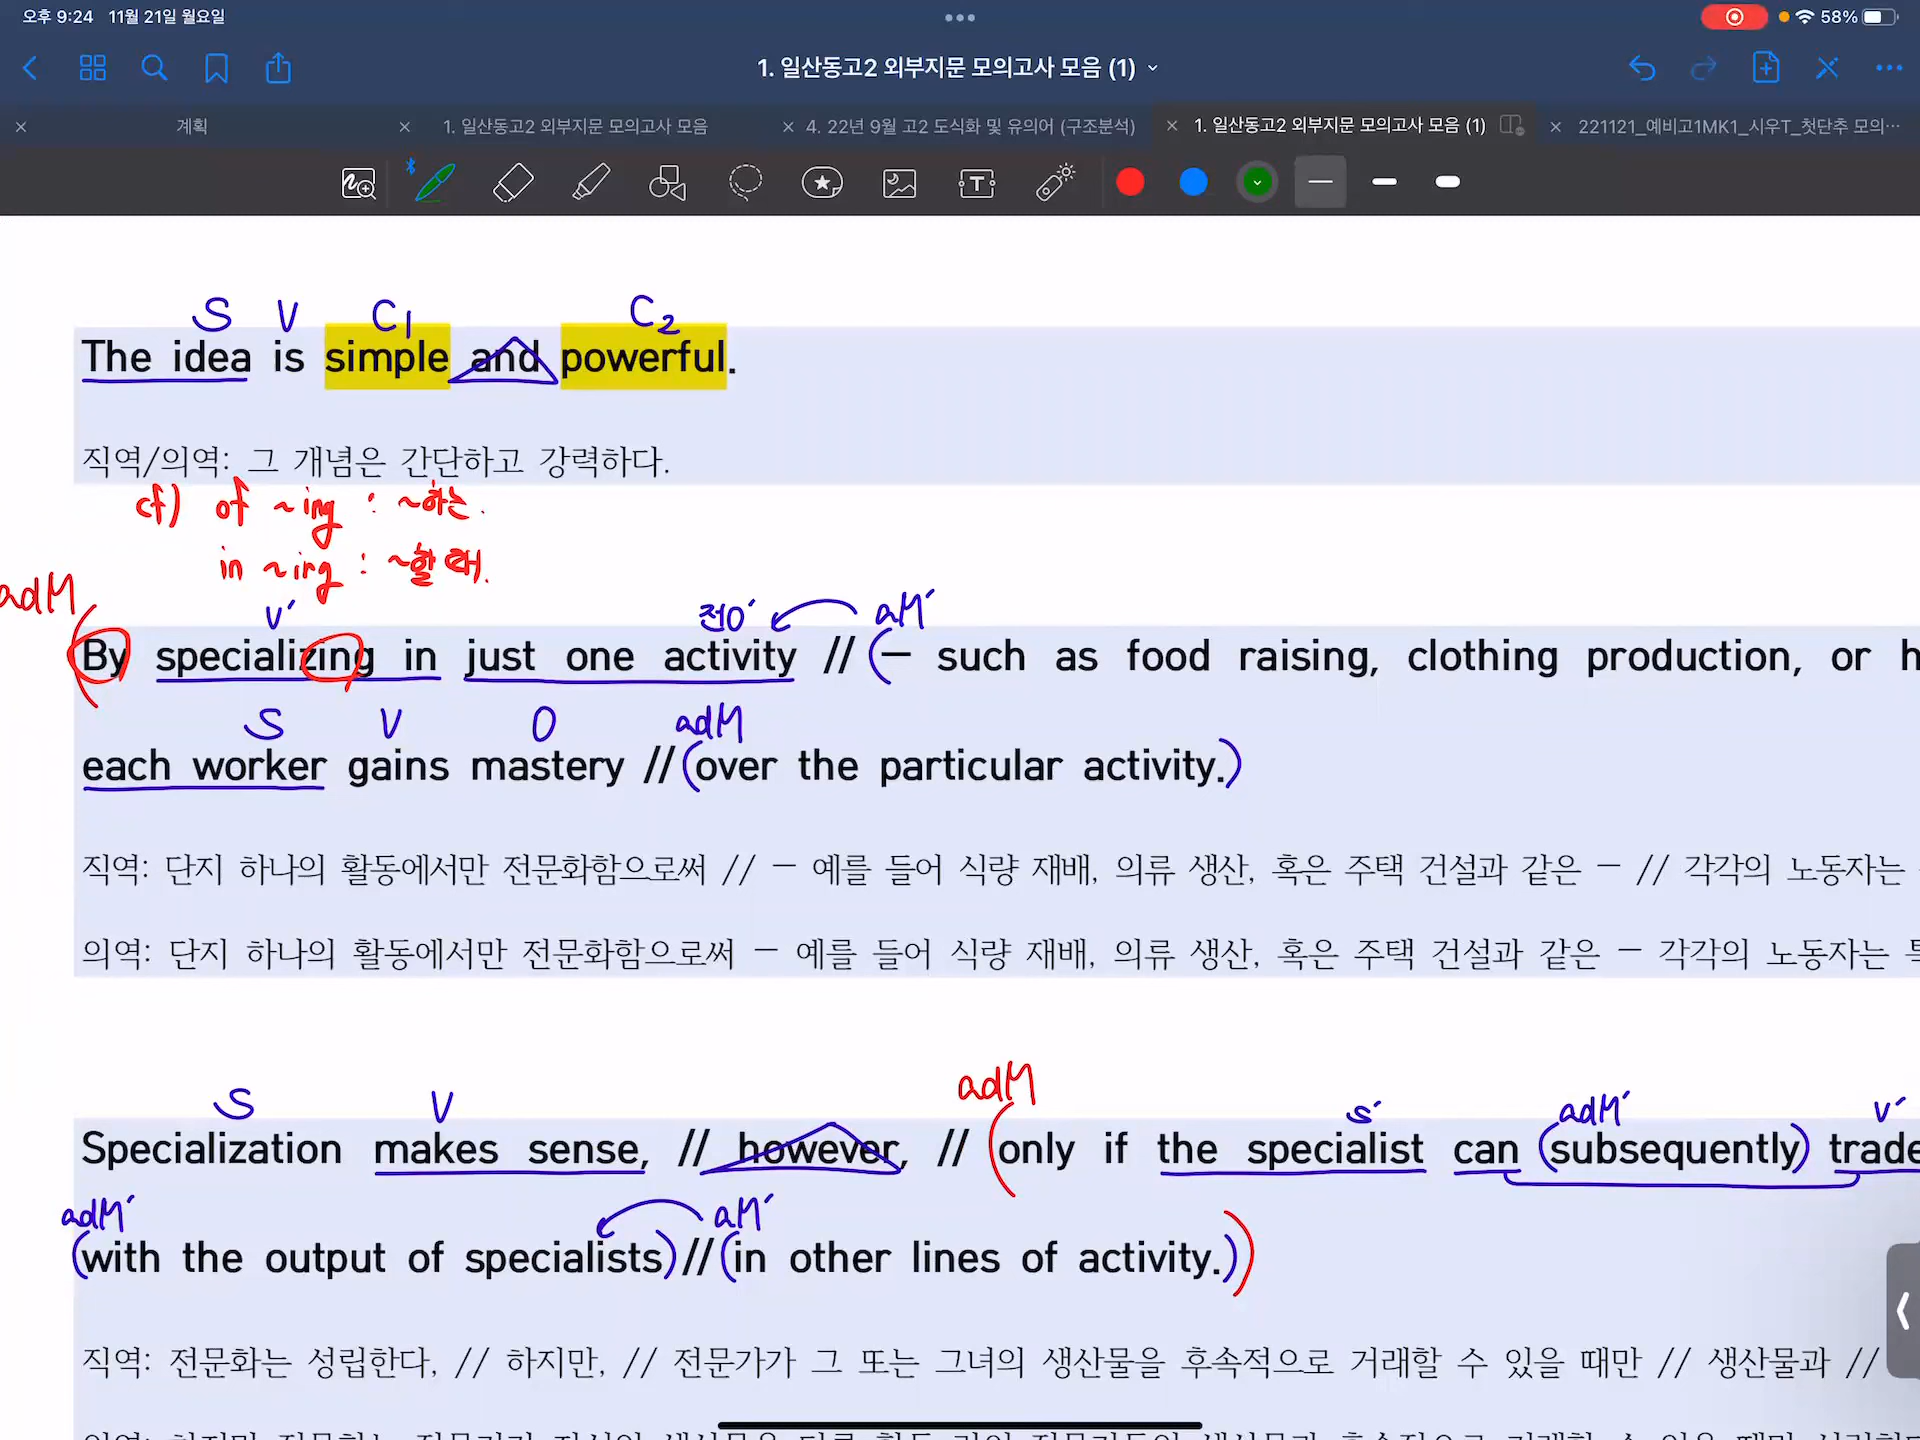 오후 9:24 11월 21일 월요일
58%
1. 일산동고2 외부지문 모의고사 모음 (1)
계획
1. 일산동고2 외부지문 모의고사 모음
4. 22년 9월 고2 도식화 및 유의어 (구조분석)
1. 일산동고2 외부지문 모의고사 모음 (1)
221121_예비고1MK1_시우T_첫단추 모의…
S V C1 C2
The idea is simple and powerful.
직역/의역: 그 개념은 간단하고 강력하다.
cf) of ~ing : ~하는.
in ~ing : ~할 때.
adM
V' 전O' aM'
By specializing in just one activity // (— such as food raising, clothing production, or h
S V O adM
each worker gains mastery // (over the particular activity.)
직역: 단지 하나의 활동에서만 전문화함으로써 // — 예를 들어 식량 재배, 의류 생산, 혹은 주택 건설과 같은 — // 각각의 노동자는
의역: 단지 하나의 활동에서만 전문화함으로써 — 예를 들어 식량 재배, 의류 생산, 혹은 주택 건설과 같은 — 각각의 노동자는 특
S V adM S' adM' V'
Specialization makes sense, // however, // (only if the specialist can (subsequently) trade
adM' aM'
(with the output of specialists) // (in other lines of activity.))
직역: 전문화는 성립한다, // 하지만, // 전문가가 그 또는 그녀의 생산물을 후속적으로 거래할 수 있을 때만 // 생산물과 //